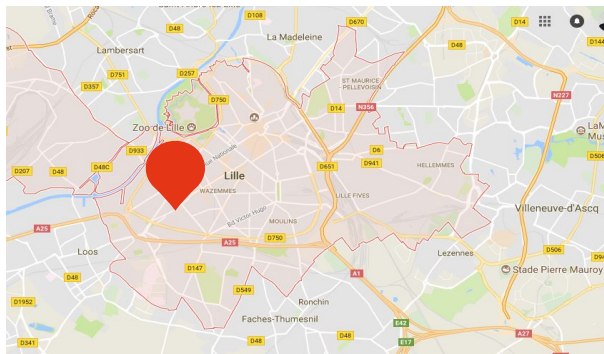 D108
D670
D14
D48
La Madeleine
D48
D144
Lambersart
D751
D257
D357
ST MAURICE
PELLEVOISIN
N227
D750
D14
N356
Zoo de Lille
D933
Nationale
D6
D506
D207
D48
D48C
D651
D941
HELLEMMES
Lille
WAZEMMES
LILLE FIVES
Villeneuve-d'Ascq
Bd Victor Hugo
MOULINS
A25
A25
D750
Loos
Lezennes
D506
D147
A1
Stade Pierre Mauroy
D48
D549
D1952
Ronchin
Faches-Thumesnil
E42
A27
D341
D48
D48
E17